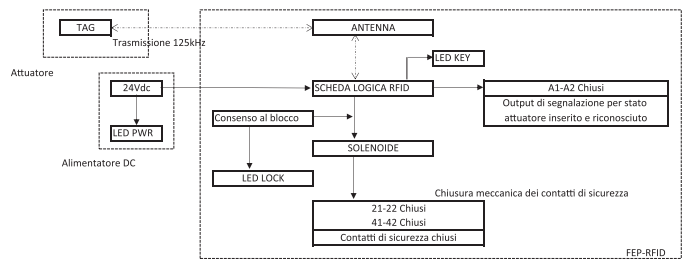 TAG
ANTENNA
Trasmissione 125kHz
LED KEY
Attuatore
24Vdc
SCHEDA LOGICA RFID
A1-A2 Chiusi
Output di segnalazione per stato
attuatore inserito e riconosciuto
Consenso al blocco
LED PWR
SOLENOIDE
Alimentatore DC
LED LOCK
Chiusura meccanica dei contatti di sicurezza
21-22 Chiusi
41-42 Chiusi
Contatti di sicurezza chiusi
FEP-RFID